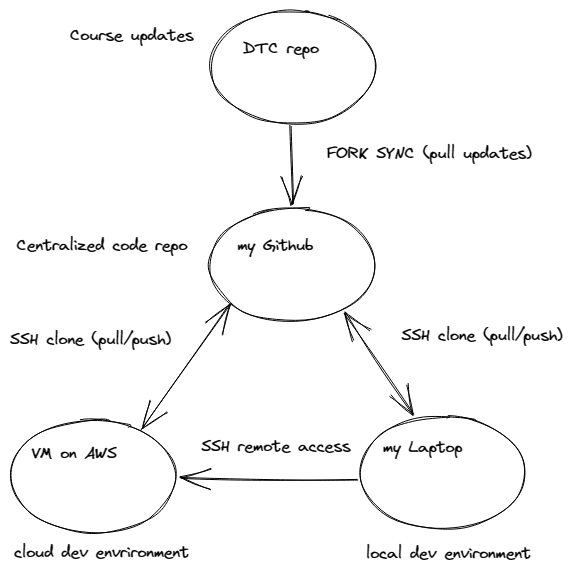 Course updates
DTC repo
FORK SYNC (pull updates)
Centralized code repo
my Github
SSH clone (pull/push)
SSH clone (pull/push)
VM on AWS
SSH remote access
my Laptop
cloud dev envrironment
local dev environment